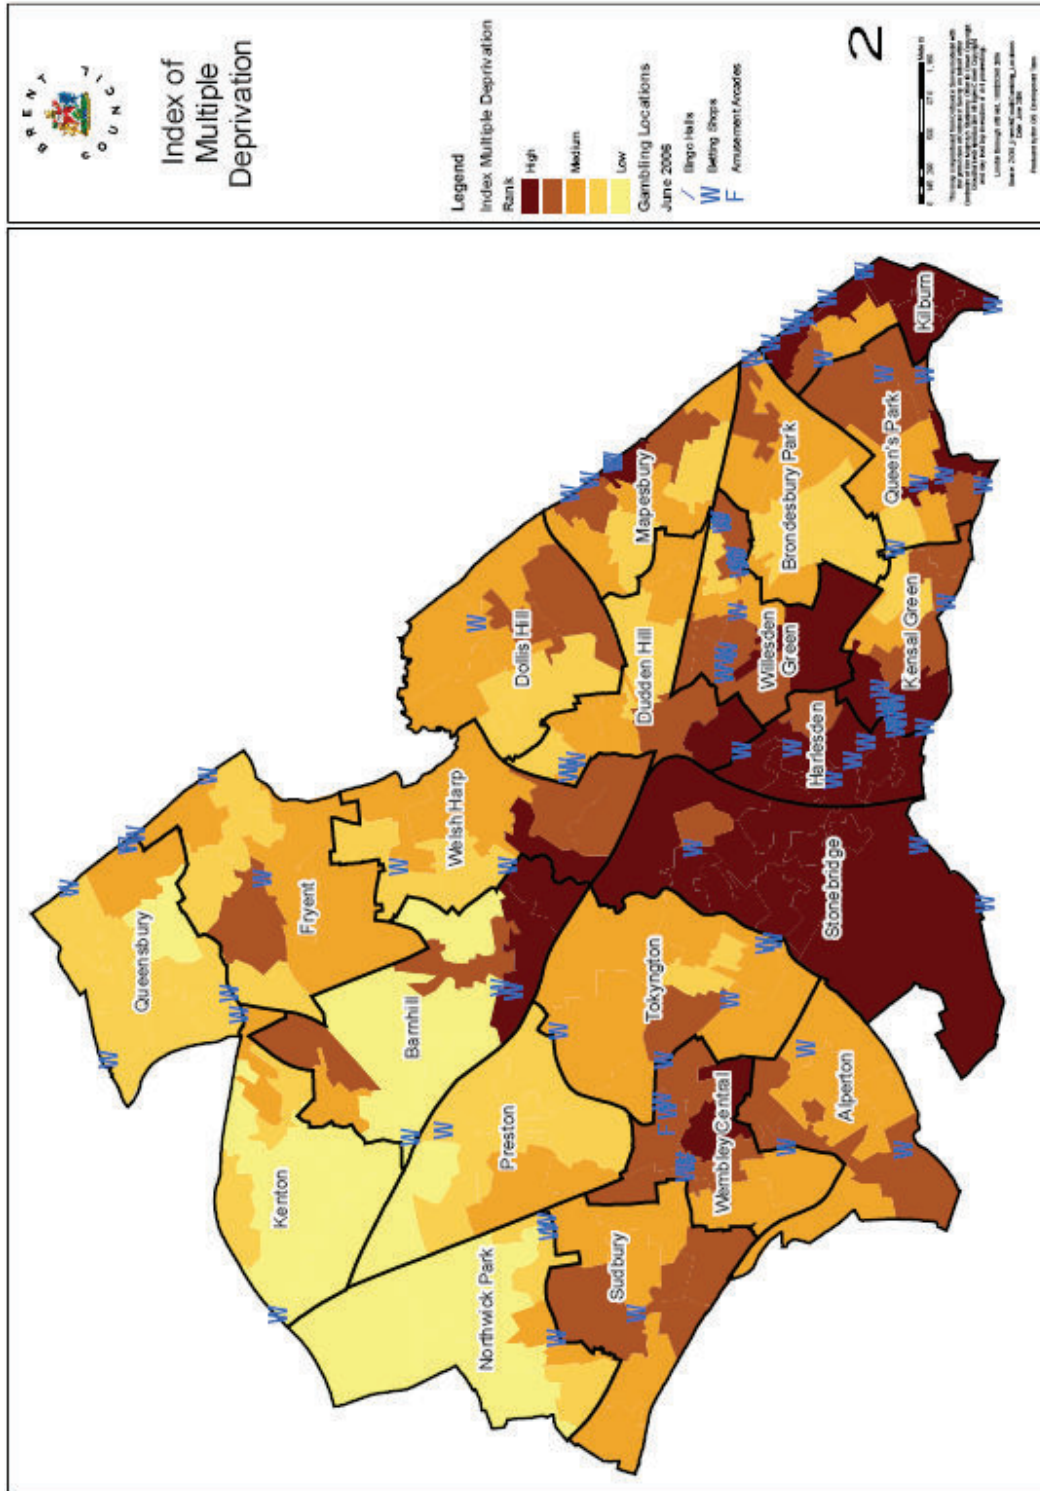 BRENT
COUNCIL
Index of
Multiple
Deprivation
Legend
Index Multiple Deprivation
Rank
High
Medium
Low
Gambling Locations
June 2006
/ Bingo Halls
W Betting Shops
F Amusement Arcades
2
Queensbury
Fryent
Kenton
Barnhill
Welsh Harp
Dollis Hill
Preston
Northwick Park
Mapesbury
Dudden Hill
Tokyngton
Sudbury
Wembley Central
Brondesbury Park
Willesden
Green
Harlesden
Stonebridge
Alperton
Queen's Park
Kensal Green
Kilburn